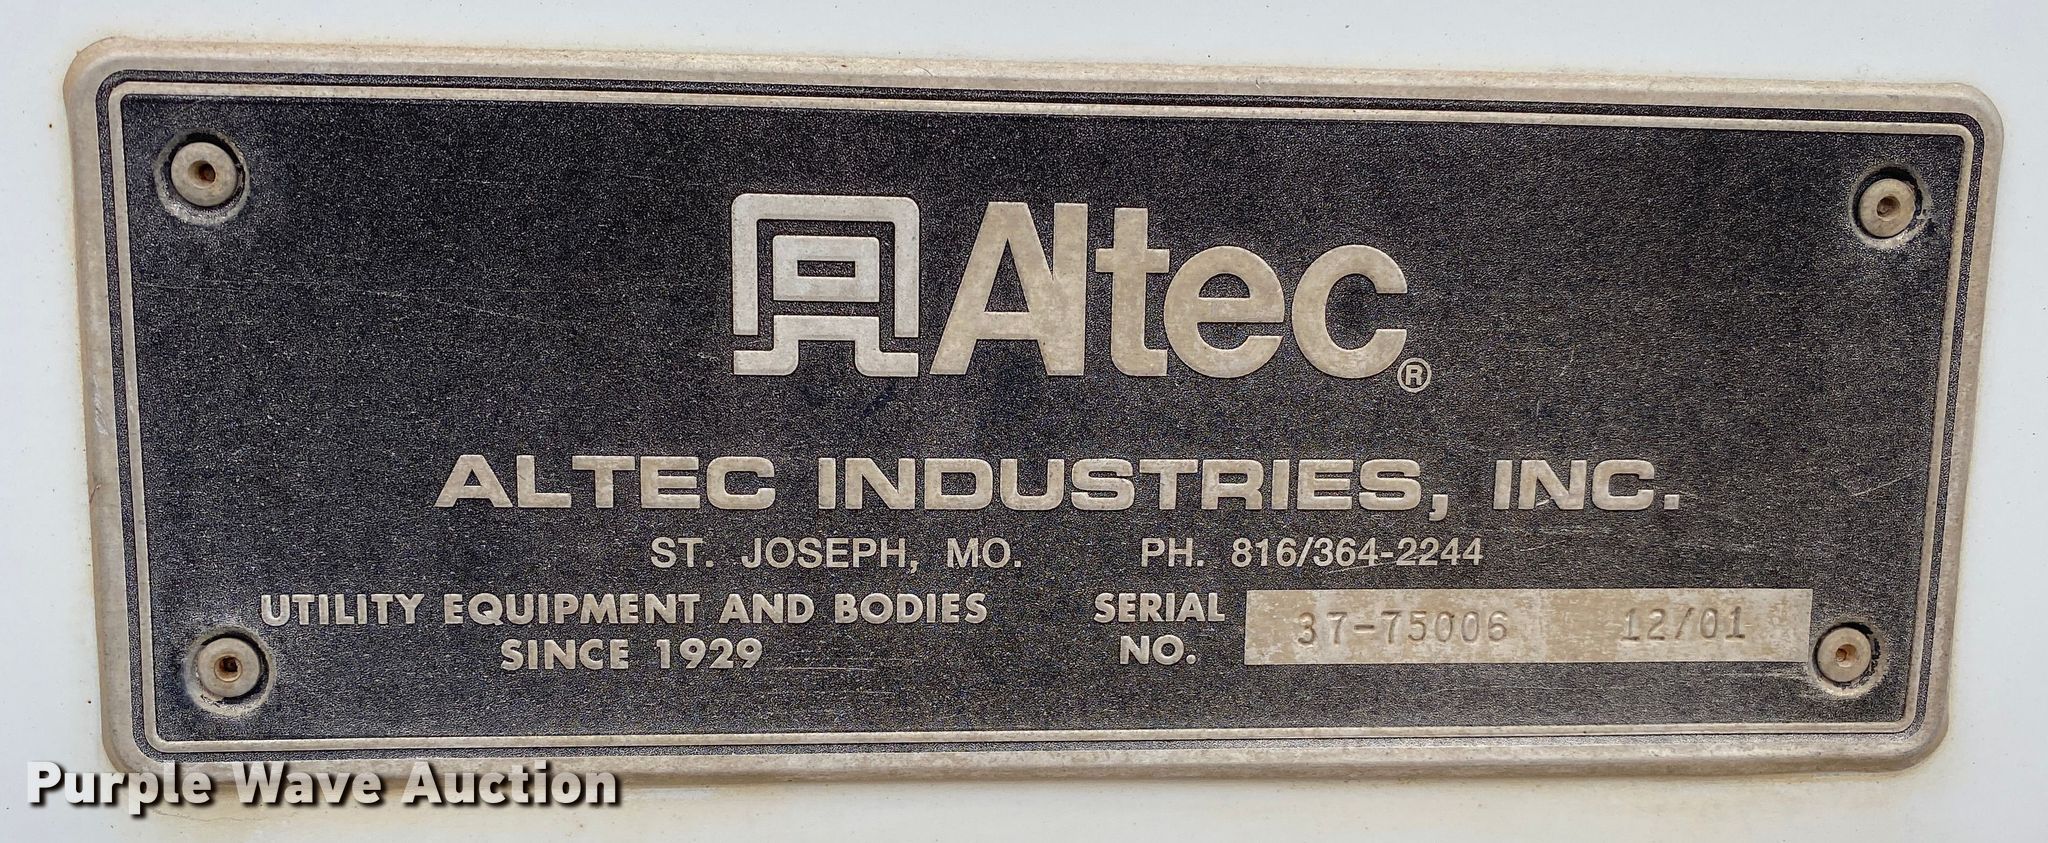 Altec®
ALTEC INDUSTRIES, INC.
ST. JOSEPH, MO. PH. 816/364-2244
UTILITY EQUIPMENT AND BODIES
SINCE 1929
SERIAL
NO. 37-75006 12/01
Purple Wave Auction